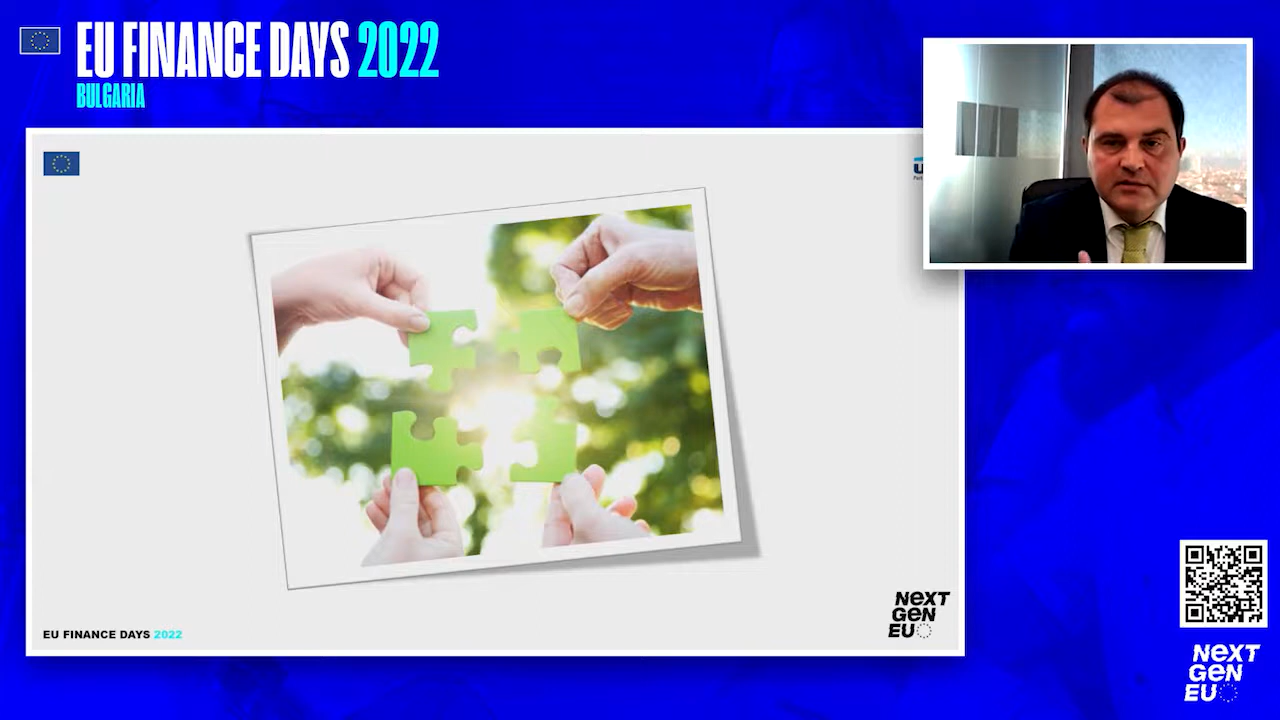 EU FINANCE DAYS 2022
BULGARIA
EU FINANCE DAYS 2022
NEXT
GEN
EU
NEXT
GEN
EU